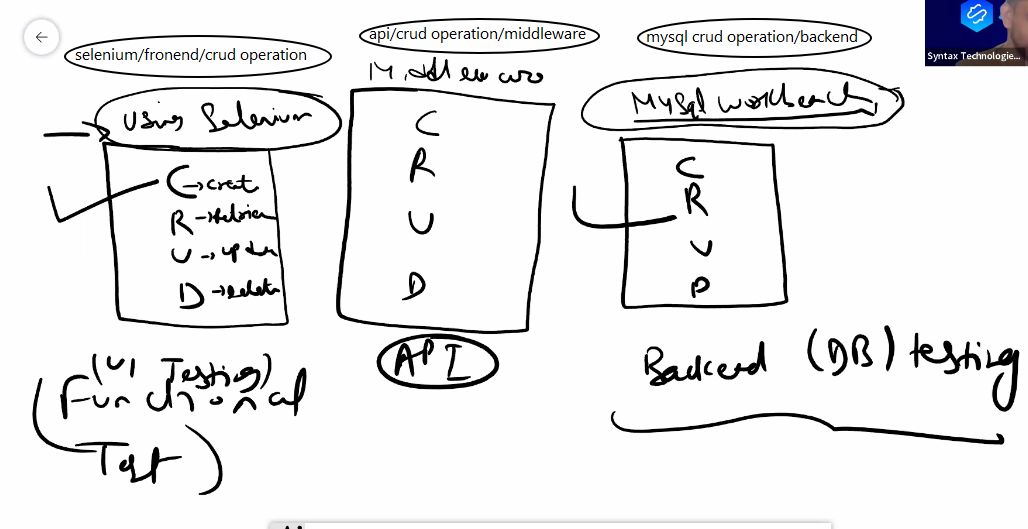 selenium/fronend/crud operation
api/crud operation/middleware
mysql crud operation/backend
Syntax Technologie...
Using Selenium
Middleware
MySql workbench
C→creat
R→
U→
D→
C
R
U
D
C
R
U
D
(UI Testing)
Functional
Test
API
Backend (DB) testing